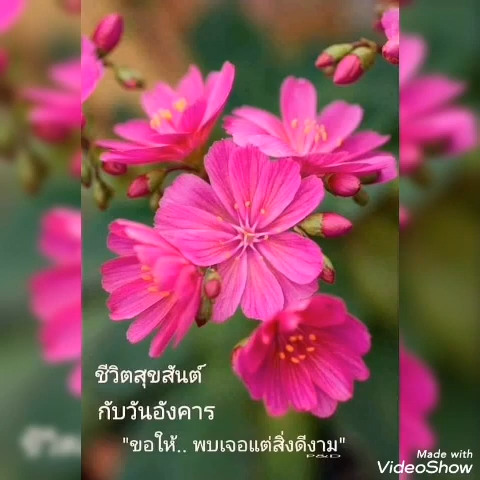 ชีวิตสุขสันต์
กับวันอังคาร
"ขอให้.. พบเจอแต่สิ่งดีงาม"
P&D
Made with
VideoShow